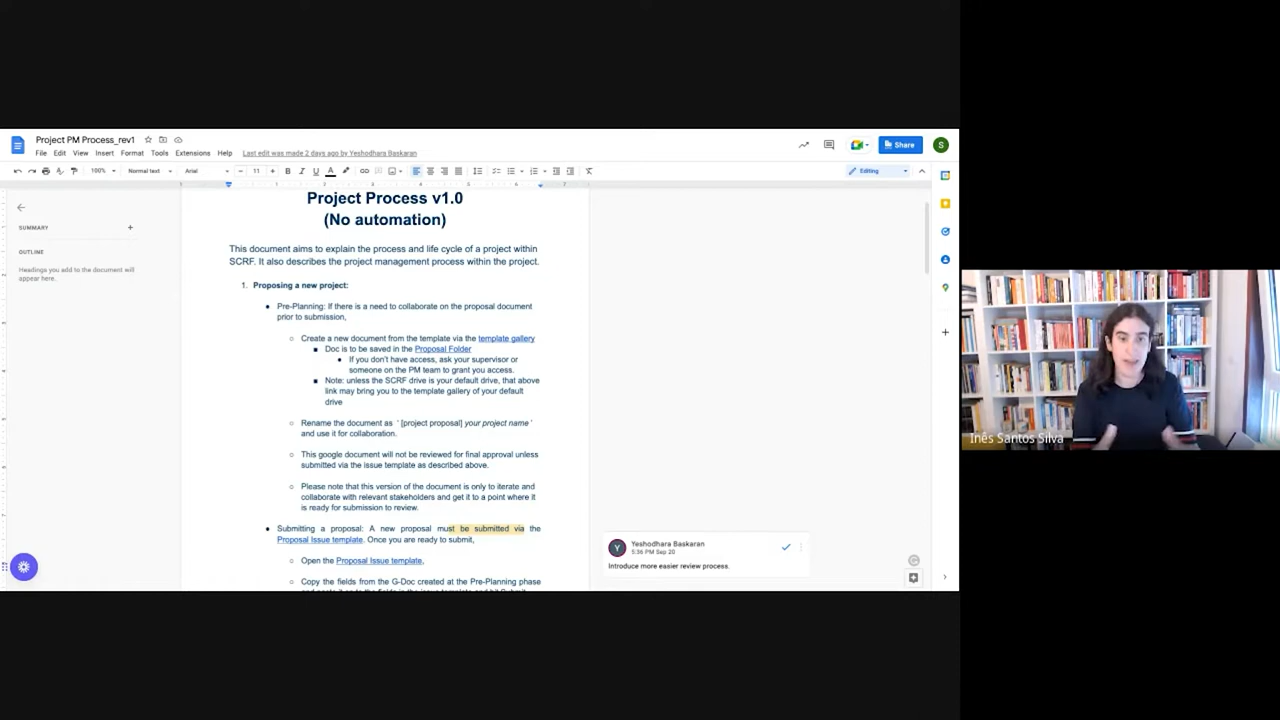 Project PM Process_rev1
File Edit View Insert Format Tools Extensions Help Last edit was made 2 days ago by Yeshodhara Baskaran
Share
S
100% Normal text Arial 11 B I U A Editing
SUMMARY
OUTLINE
Headings you add to the document will
appear here.
Project Process v1.0
(No automation)
This document aims to explain the process and life cycle of a project within
SCRF. It also describes the project management process within the project.
1. Proposing a new project:
Pre-Planning: If there is a need to collaborate on the proposal document
prior to submission,
Create a new document from the template via the template gallery
Doc is to be saved in the Proposal Folder
If you don't have access, ask your supervisor or
someone on the PM team to grant you access.
Note: unless the SCRF drive is your default drive, that above
link may bring you to the template gallery of your default
drive
Rename the document as ' [project proposal] your project name '
and use it for collaboration.
This google document will not be reviewed for final approval unless
submitted via the issue template as described above.
Please note that this version of the document is only to iterate and
collaborate with relevant stakeholders and get it to a point where it
is ready for submission to review.
Submitting a proposal: A new proposal must be submitted via the
Proposal Issue template. Once you are ready to submit,
Open the Proposal Issue template,
Copy the fields from the G-Doc created at the Pre-Planning phase
Y
Yeshodhara Baskaran
5:36 PM Sep 20
Introduce more easier review process.
Inês Santos Silva